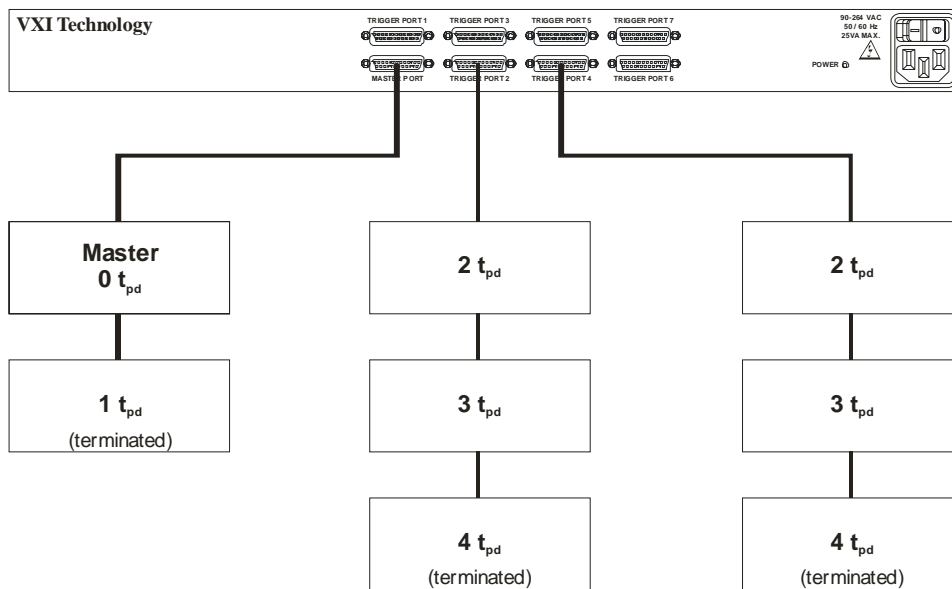 VXI Technology
TRIGGER PORT 1
TRIGGER PORT 3
TRIGGER PORT 5
TRIGGER PORT 7
MASTER PORT
TRIGGER PORT 2
TRIGGER PORT 4
TRIGGER PORT 6
90-264 VAC
50 / 60 Hz
25VA MAX.
POWER
Master
0 tpd
1 tpd
(terminated)
2 tpd
3 tpd
4 tpd
(terminated)
2 tpd
3 tpd
4 tpd
(terminated)